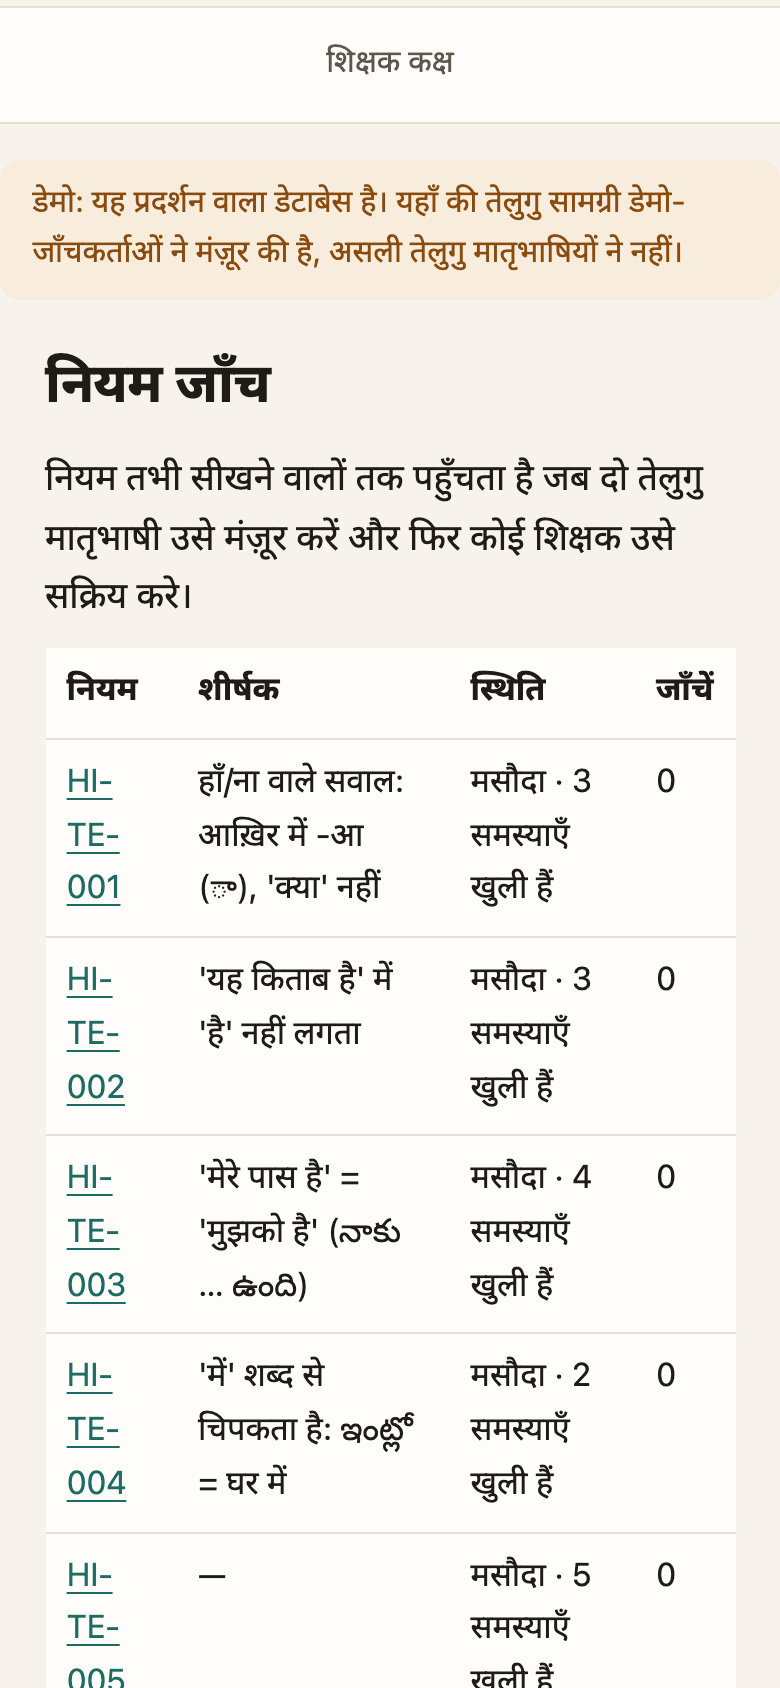 शिक्षक कक्ष
डेमो: यह प्रदर्शन वाला डेटाबेस है। यहाँ की तेलुगु सामग्री डेमो-
जाँचकर्ताओं ने मंज़ूर की है, असली तेलुगु मातृभाषियों ने नहीं।
नियम जाँच
नियम तभी सीखने वालों तक पहुँचता है जब दो तेलुगु
मातृभाषी उसे मंज़ूर करें और फिर कोई शिक्षक उसे
सक्रिय करे।
नियम शीर्षक स्थिति जाँचें
HI- हाँ/ना वाले सवाल: मसौदा · 3 0
TE- आख़िर में -आ समस्याएँ
001 (ా), 'क्या' नहीं खुली हैं
HI- 'यह किताब है' में मसौदा · 3 0
TE- 'है' नहीं लगता समस्याएँ
002 खुली हैं
HI- 'मेरे पास है' = मसौदा · 4 0
TE- 'मुझको है' (నాకు समस्याएँ
003 … ఉంది) खुली हैं
HI- 'में' शब्द से मसौदा · 2 0
TE- चिपकता है: ఇంట్లో समस्याएँ
004 = घर में खुली हैं
HI- — मसौदा · 5 0
TE- समस्याएँ
005 खुली हैं